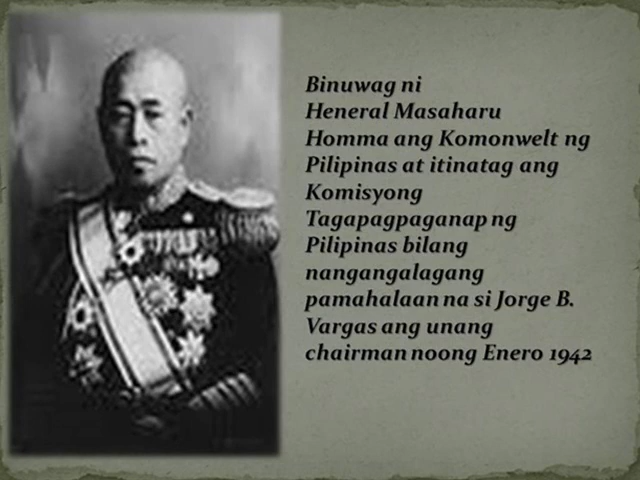 Binuwag ni
Heneral Masaharu
Homma ang Komonwelt ng
Pilipinas at itinatag ang
Komisyong
Tagapagpaganap ng
Pilipinas bilang
nangangalagang
pamahalaan na si Jorge B.
Vargas ang unang
chairman noong Enero 1942